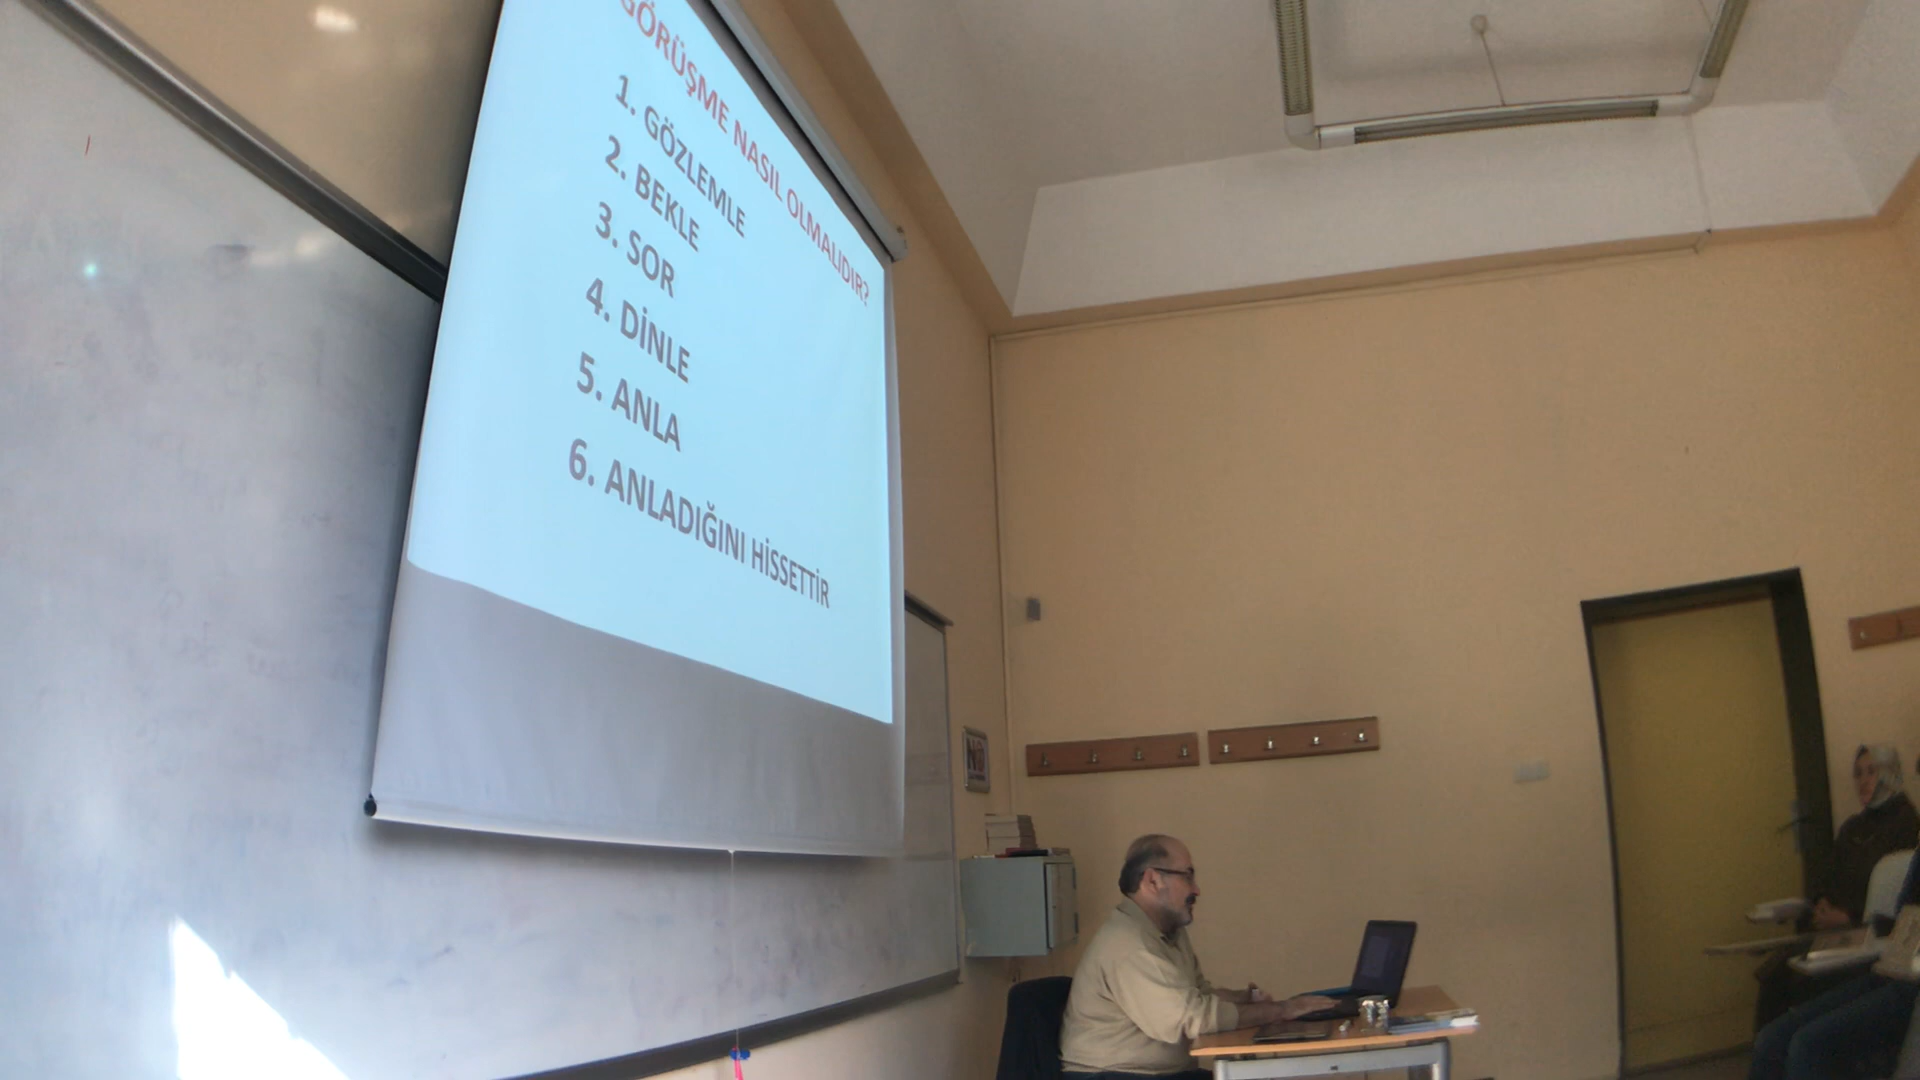 GÖRÜŞME NASIL OLMALIDIR?
1. GÖZLEMLE
2. BEKLE
3. SOR
4. DİNLE
5. ANLA
6. ANLADIĞINI HİSSETTİR